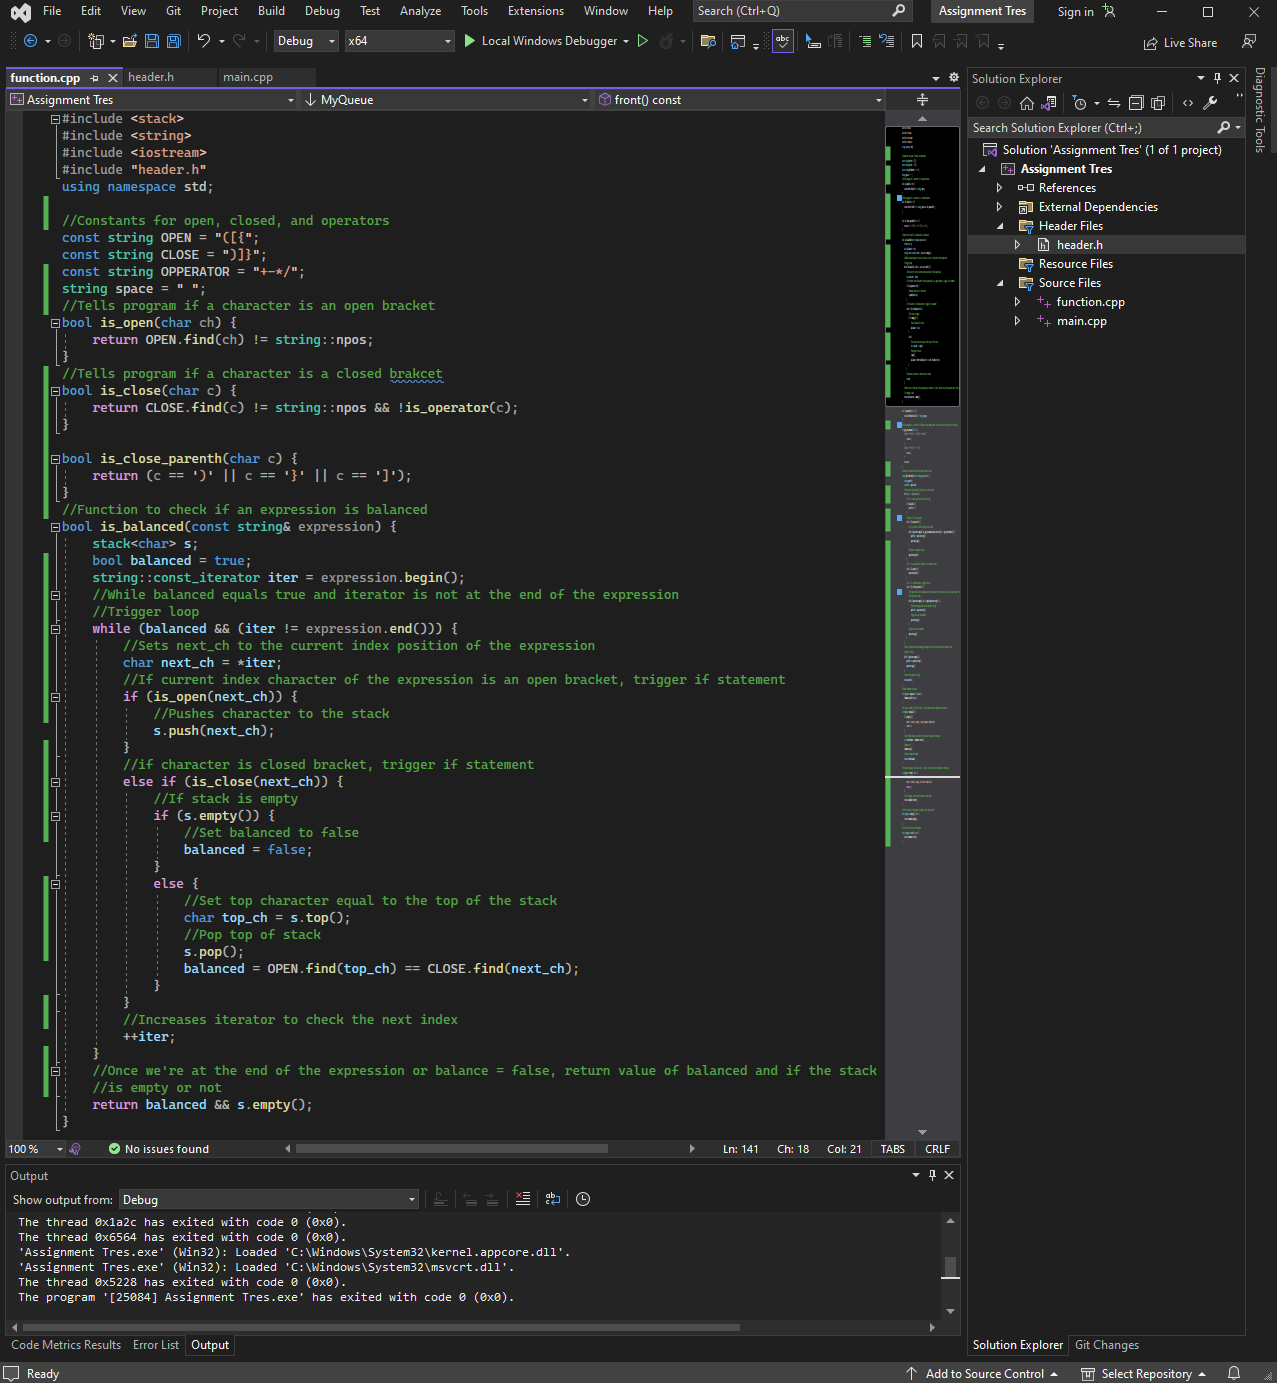 File Edit View Git Project Build Debug Test Analyze Tools Extensions Window Help Search (Ctrl+Q) Assignment Tres Sign in
Debug x64 Local Windows Debugger abc Live Share
function.cpp header.h main.cpp
Assignment Tres MyQueue front() const
#include <stack>
#include <string>
#include <iostream>
#include "header.h"
using namespace std;
//Constants for open, closed, and operators
const string OPEN = "([{";
const string CLOSE = ")]}";
const string OPPERATOR = "+-*/";
string space = " ";
//Tells program if a character is an open bracket
bool is_open(char ch) {
return OPEN.find(ch) != string::npos;
}
//Tells program if a character is a closed brakcet
bool is_close(char c) {
return CLOSE.find(c) != string::npos && !is_operator(c);
}
bool is_close_parenth(char c) {
return (c == ')' || c == '}' || c == ']');
}
//Function to check if an expression is balanced
bool is_balanced(const string& expression) {
stack<char> s;
bool balanced = true;
string::const_iterator iter = expression.begin();
//While balanced equals true and iterator is not at the end of the expression
//Trigger loop
while (balanced && (iter != expression.end())) {
//Sets next_ch to the current index position of the expression
char next_ch = *iter;
//If current index character of the expression is an open bracket, trigger if statement
if (is_open(next_ch)) {
//Pushes character to the stack
s.push(next_ch);
}
//if character is closed bracket, trigger if statement
else if (is_close(next_ch)) {
//If stack is empty
if (s.empty()) {
//Set balanced to false
balanced = false;
}
else {
//Set top character equal to the top of the stack
char top_ch = s.top();
//Pop top of stack
s.pop();
balanced = OPEN.find(top_ch) == CLOSE.find(next_ch);
}
}
//Increases iterator to check the next index
++iter;
}
//Once we're at the end of the expression or balance = false, return value of balanced and if the stack
//is empty or not
return balanced && s.empty();
}
100 % No issues found Ln: 141 Ch: 18 Col: 21 TABS CRLF
Output
Show output from: Debug
The thread 0x1a2c has exited with code 0 (0x0).
The thread 0x6564 has exited with code 0 (0x0).
'Assignment Tres.exe' (Win32): Loaded 'C:\Windows\System32\kernel.appcore.dll'.
'Assignment Tres.exe' (Win32): Loaded 'C:\Windows\System32\msvcrt.dll'.
The thread 0x5228 has exited with code 0 (0x0).
The program '[25084] Assignment Tres.exe' has exited with code 0 (0x0).
Code Metrics Results Error List Output
Solution Explorer
Search Solution Explorer (Ctrl+;)
Solution 'Assignment Tres' (1 of 1 project)
Assignment Tres
References
External Dependencies
Header Files
header.h
Resource Files
Source Files
function.cpp
main.cpp
Solution Explorer Git Changes
Diagnostic Tools
Ready Add to Source Control Select Repository